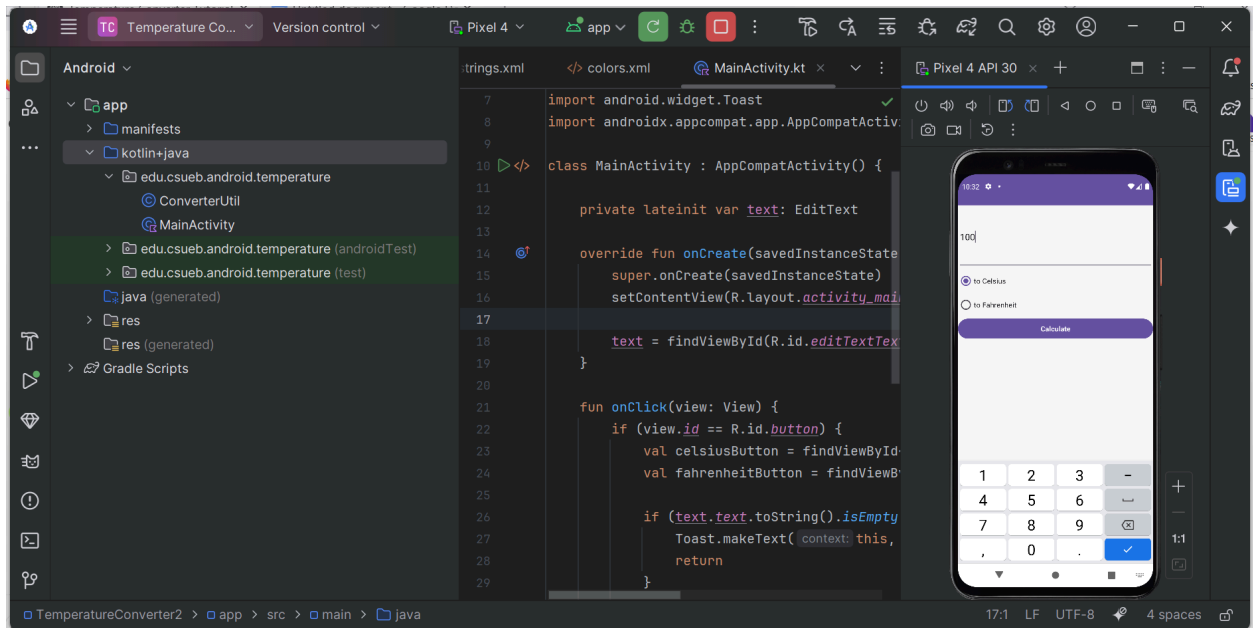 TC Temperature Co... Version control Pixel 4 app
Android
app
manifests
kotlin+java
edu.csueb.android.temperature
ConverterUtil
MainActivity
edu.csueb.android.temperature (androidTest)
edu.csueb.android.temperature (test)
java (generated)
res
res (generated)
Gradle Scripts
trings.xml colors.xml MainActivity.kt
7 import android.widget.Toast
8 import androidx.appcompat.app.AppCompatActiv
9
10 class MainActivity : AppCompatActivity() {
11
12 private lateinit var text: EditText
13
14 override fun onCreate(savedInstanceState
15 super.onCreate(savedInstanceState)
16 setContentView(R.layout.activity_mai
17
18 text = findViewById(R.id.editTextTex
19 }
20
21 fun onClick(view: View) {
22 if (view.id == R.id.button) {
23 val celsiusButton = findViewById
24 val fahrenheitButton = findViewB
25
26 if (text.text.toString().isEmpty
27 Toast.makeText( context: this,
28 return
29 }
Pixel 4 API 30
10:32
100
to Celsius
to Fahrenheit
Calculate
1 2 3 −
4 5 6
7 8 9
, 0 .
1:1
TemperatureConverter2 > app > src > main > java
17:1 LF UTF-8 4 spaces